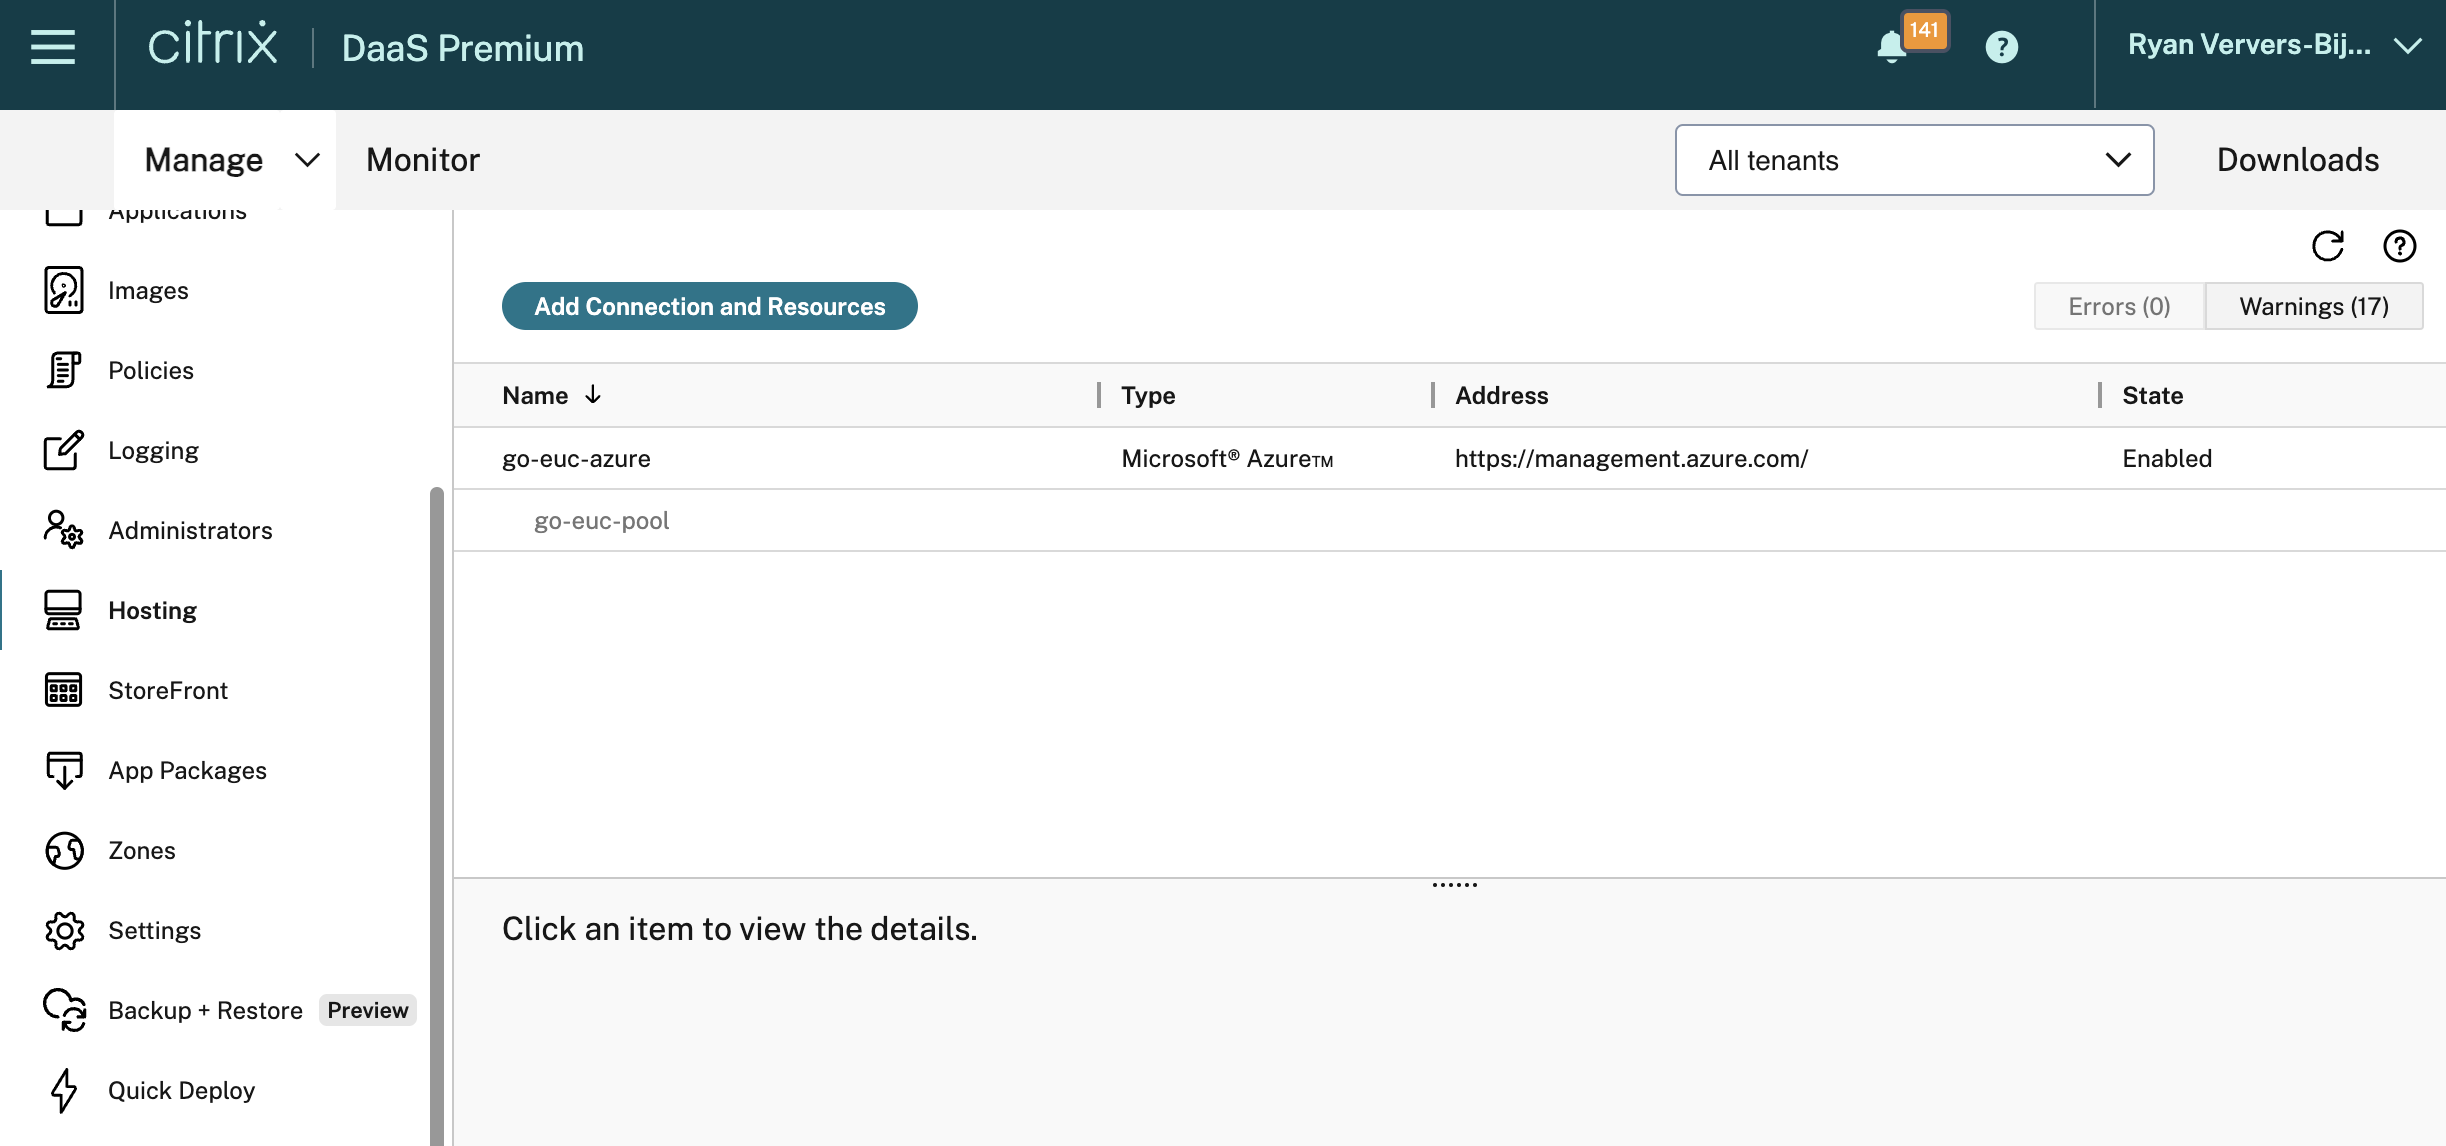 citrix DaaS Premium 141 ? Ryan Ververs-Bij...
Manage Monitor All tenants Downloads
Applications
Images
Policies
Logging
Administrators
Hosting
StoreFront
App Packages
Zones
Settings
Backup + Restore Preview
Quick Deploy
?
Add Connection and Resources Errors (0) Warnings (17)
Name ↓ Type Address State
go-euc-azure Microsoft® Azure™ https://management.azure.com/ Enabled
go-euc-pool
Click an item to view the details.